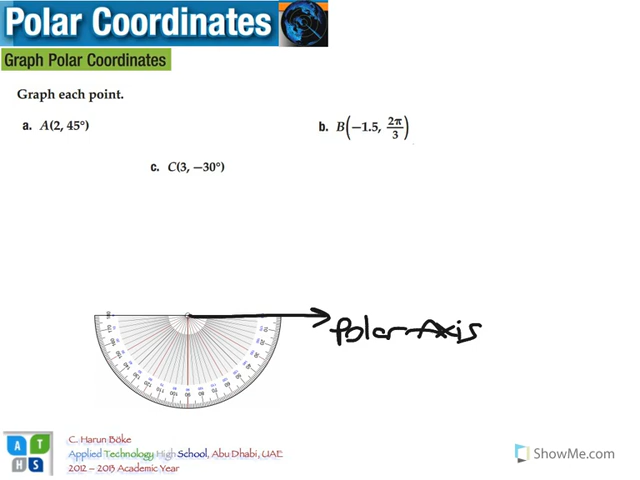 Polar Coordinates
Graph Polar Coordinates
Graph each point.
a. A(2, 45°)
b. B(−1.5, 2π/3)
c. C(3, −30°)
Polar Axis
A T
H S
C. Harun Böke
Applied Technology High School, Abu Dhabi, UAE
2012 – 2013 Academic Year
ShowMe.com